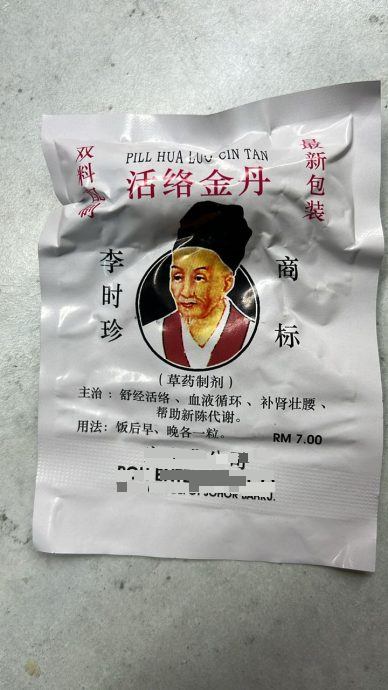 PILL HUA LUO CIN TAN
双料
最新包装
活络金丹
李时珍
商标
（草药制剂）
主治：舒经活络、血液循环、补肾壮腰、
帮助新陈代谢。
用法：饭后早、晚各一粒。
RM 7.00
JOHOR BAHRU.